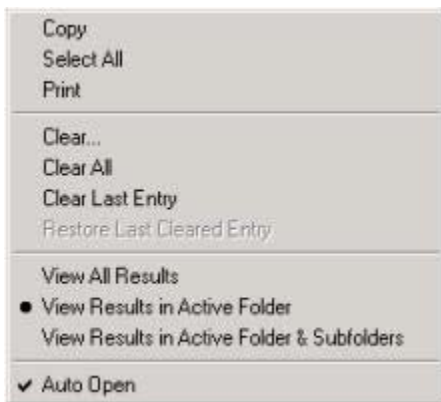 Copy
Select All
Print
Clear...
Clear All
Clear Last Entry
Restore Last Cleared Entry
View All Results
View Results in Active Folder
View Results in Active Folder & Subfolders
Auto Open